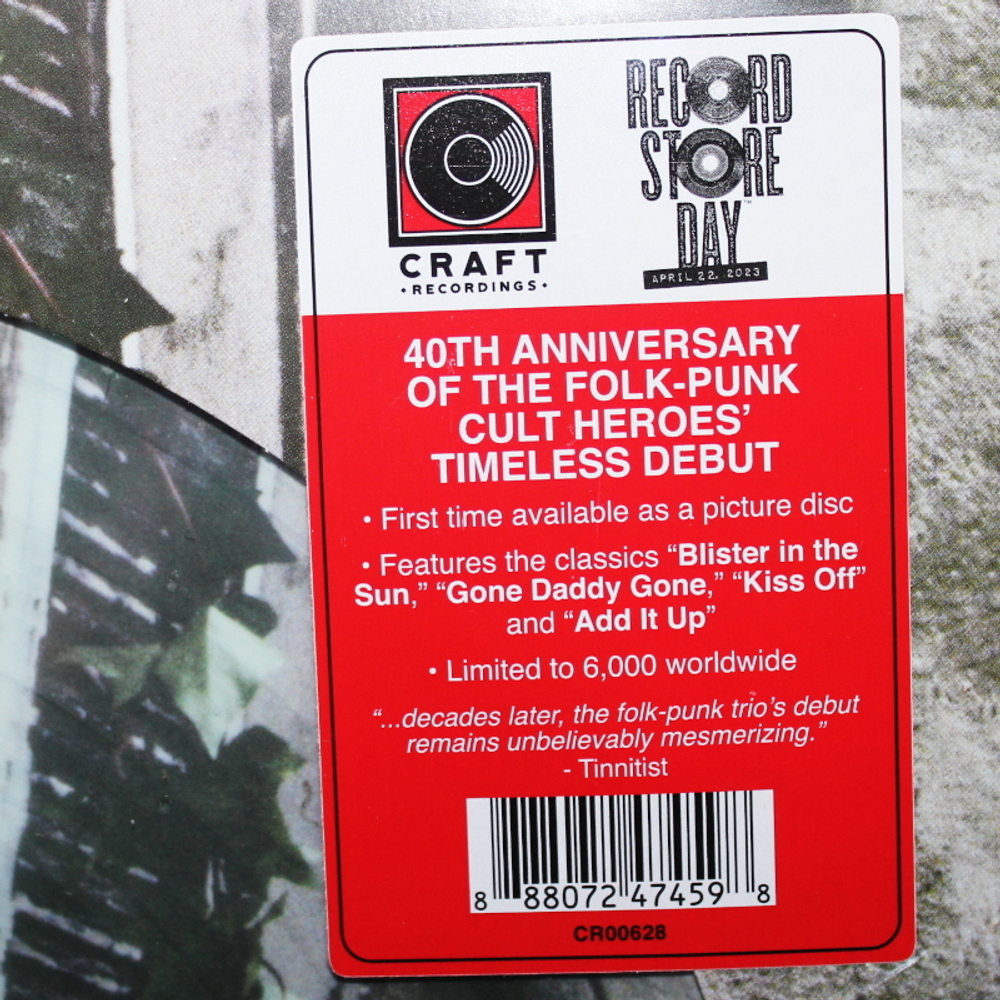 RECORD
STORE
DAY™
APRIL 22, 2023
CRAFT
•RECORDINGS•
40TH ANNIVERSARY
OF THE FOLK-PUNK
CULT HEROES’
TIMELESS DEBUT
• First time available as a picture disc
• Features the classics “Blister in the
Sun,” “Gone Daddy Gone,” “Kiss Off”
and “Add It Up”
• Limited to 6,000 worldwide
“...decades later, the folk-punk trio’s debut
remains unbelievably mesmerizing.”
- Tinnitist
8 88072 47459 8
CR00628